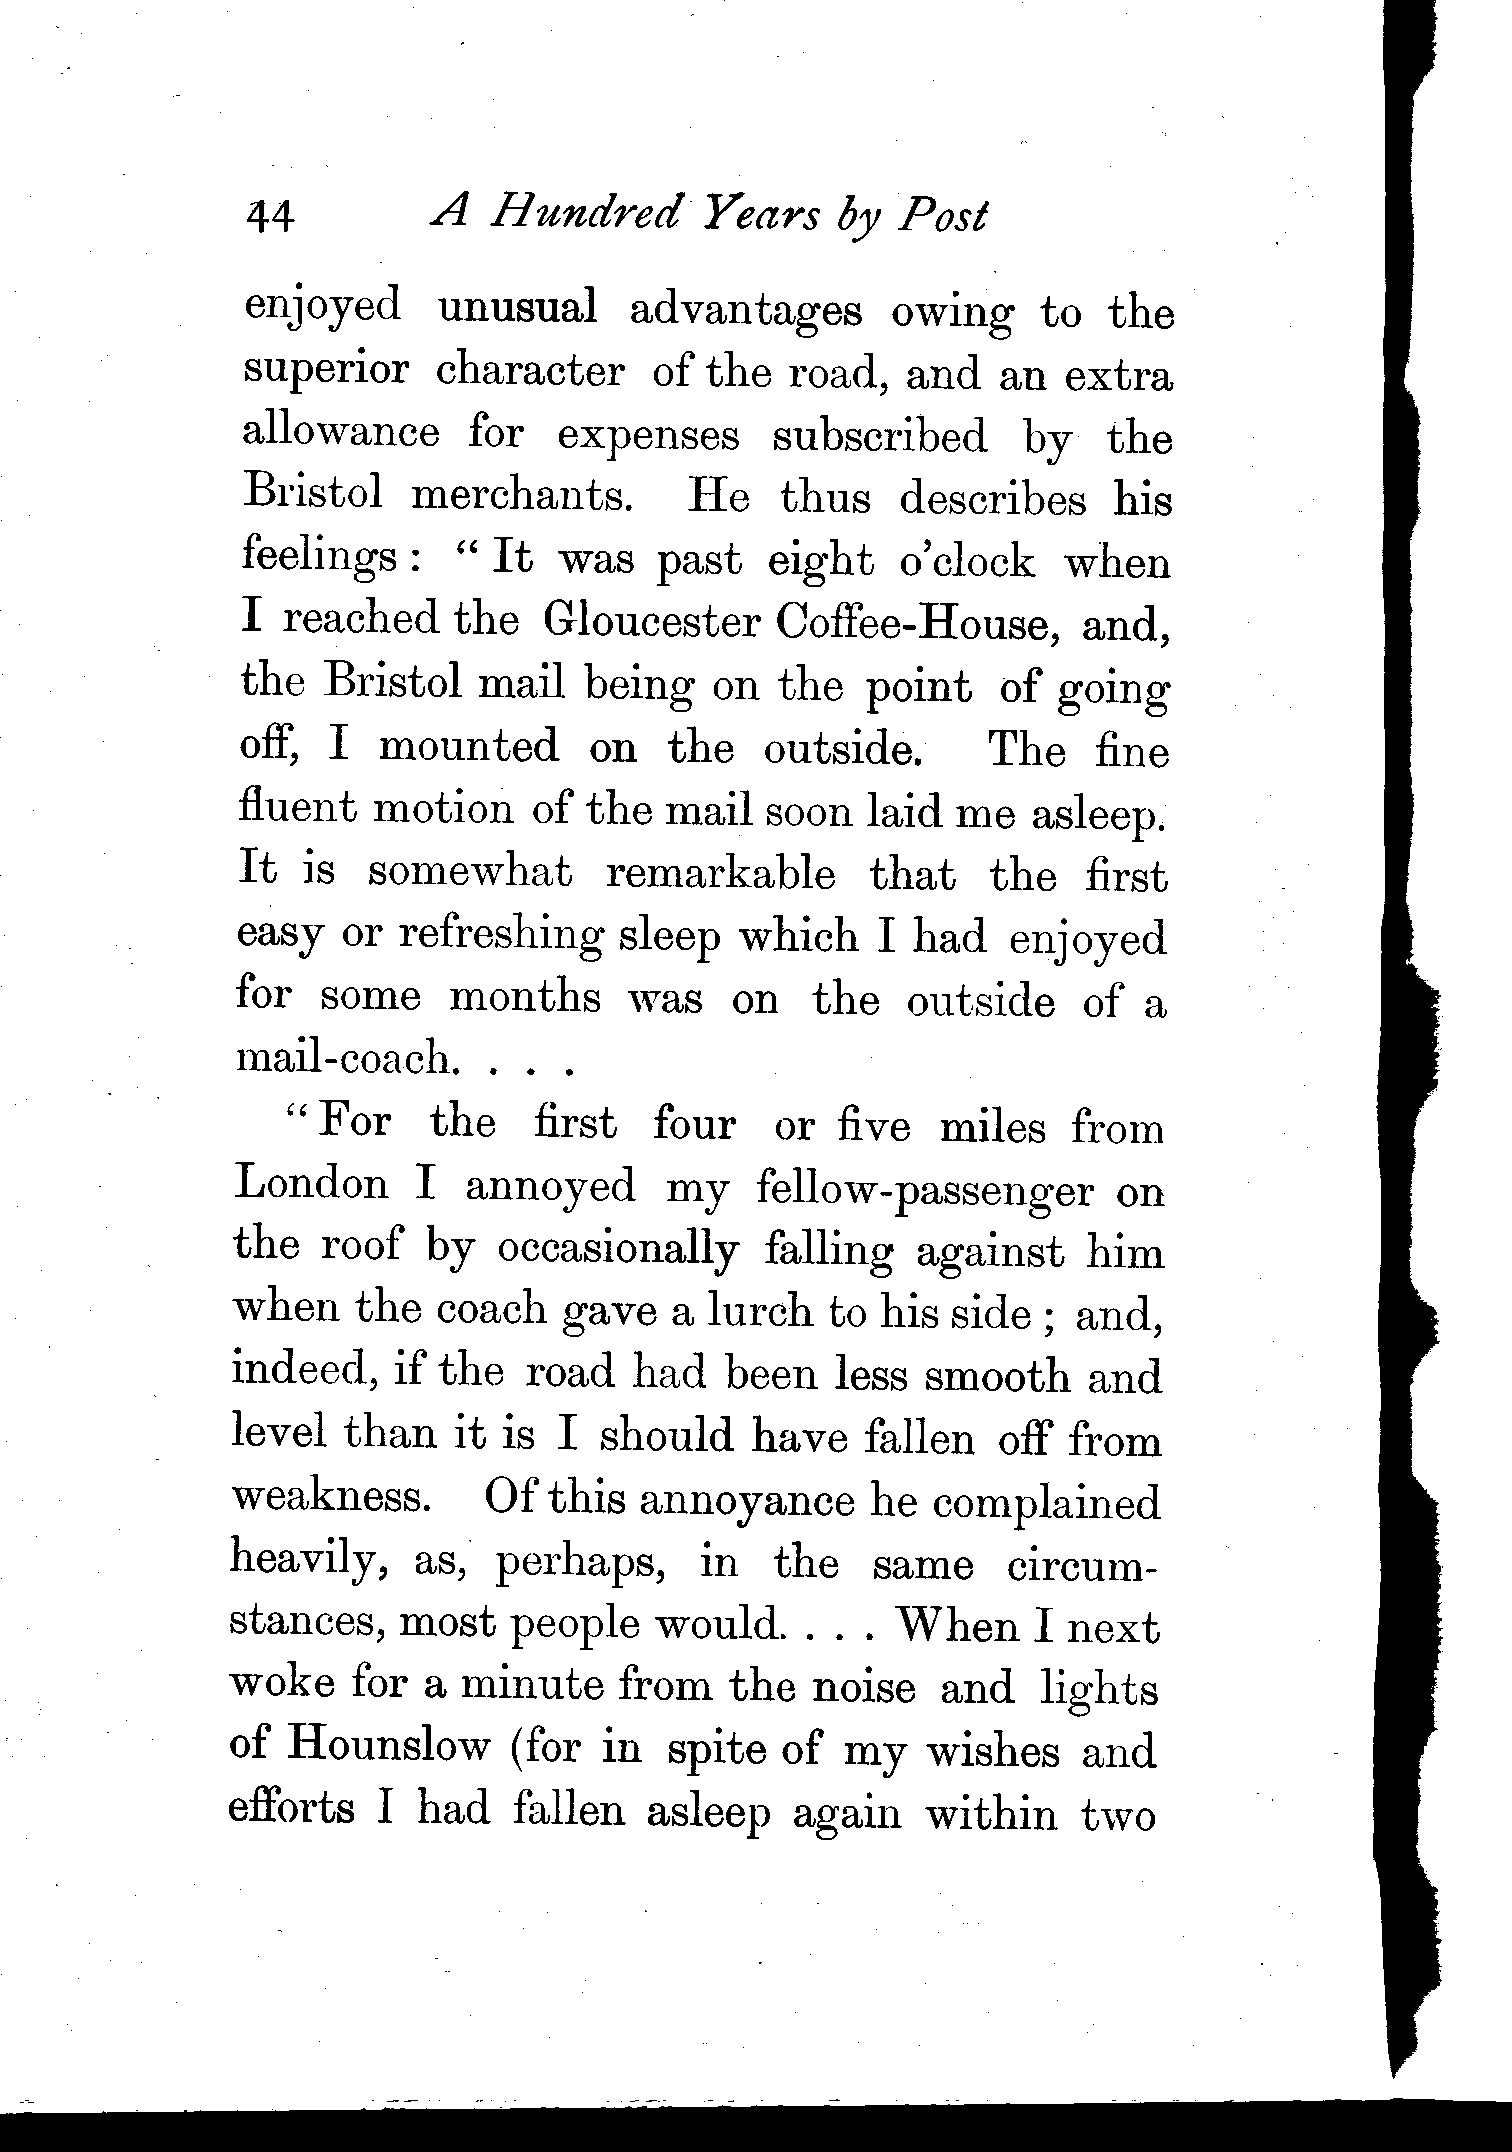 44 A Hundred Years by Post
enjoyed unusual advantages owing to the
superior character of the road, and an extra
allowance for expenses subscribed by the
Bristol merchants. He thus describes his
feelings : “ It was past eight o’clock when
I reached the Gloucester Coffee-House, and,
the Bristol mail being on the point of going
off, I mounted on the outside. The fine
fluent motion of the mail soon laid me asleep.
It is somewhat remarkable that the first
easy or refreshing sleep which I had enjoyed
for some months was on the outside of a
mail-coach. . . .
“ For the first four or five miles from
London I annoyed my fellow-passenger on
the roof by occasionally falling against him
when the coach gave a lurch to his side ; and,
indeed, if the road had been less smooth and
level than it is I should have fallen off from
weakness. Of this annoyance he complained
heavily, as, perhaps, in the same circum-
stances, most people would. . . . When I next
woke for a minute from the noise and lights
of Hounslow (for in spite of my wishes and
efforts I had fallen asleep again within two